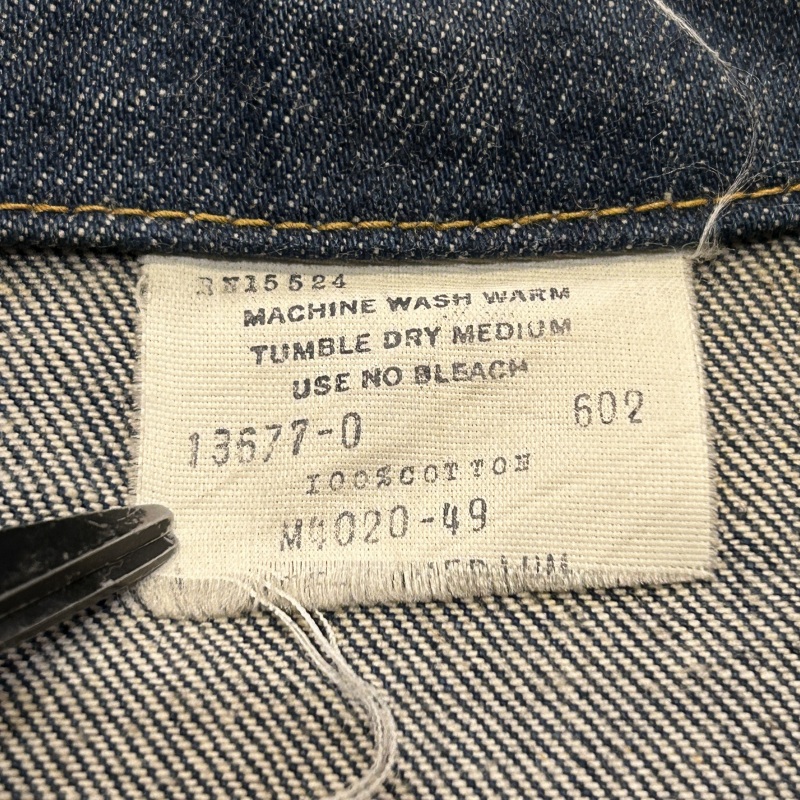 RN15524
MACHINE WASH WARM
TUMBLE DRY MEDIUM
USE NO BLEACH
13677-0 602
100%COTTON
M4020-49